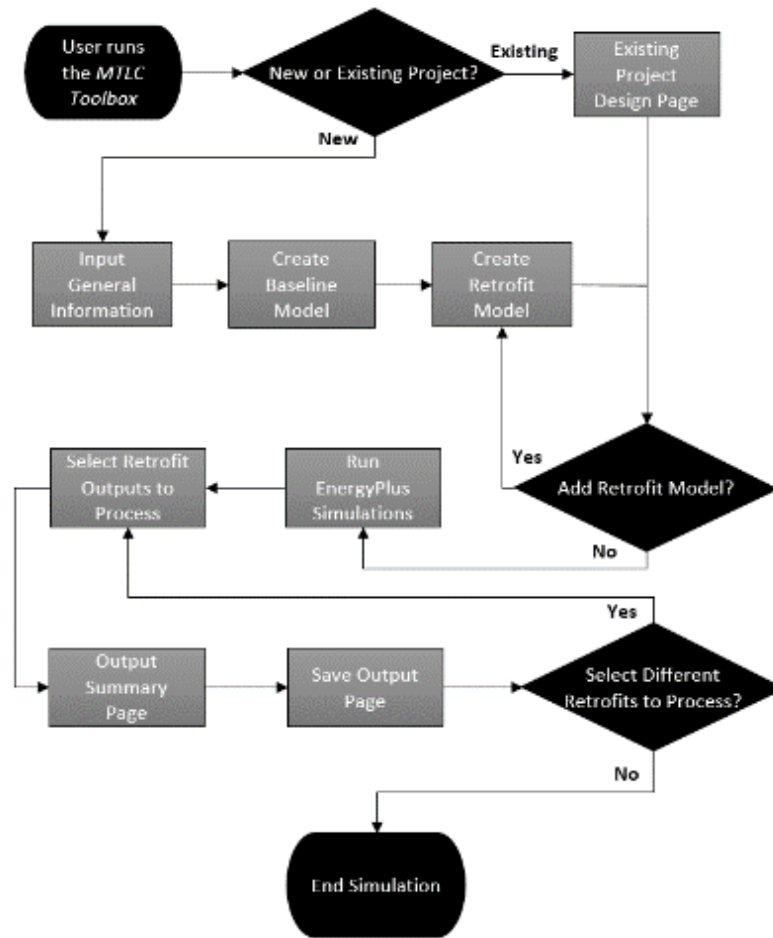 User runs
the MTLC
Toolbox
New or Existing Project?
Existing
Existing
Project
Design Page
New
Input
General
Information
Create
Baseline
Model
Create
Retrofit
Model
Yes
Add Retrofit Model?
No
Run
EnergyPlus
Simulations
Select Retrofit
Outputs to
Process
Yes
Output
Summary
Page
Save Output
Page
Select Different
Retrofits to Process?
No
End Simulation